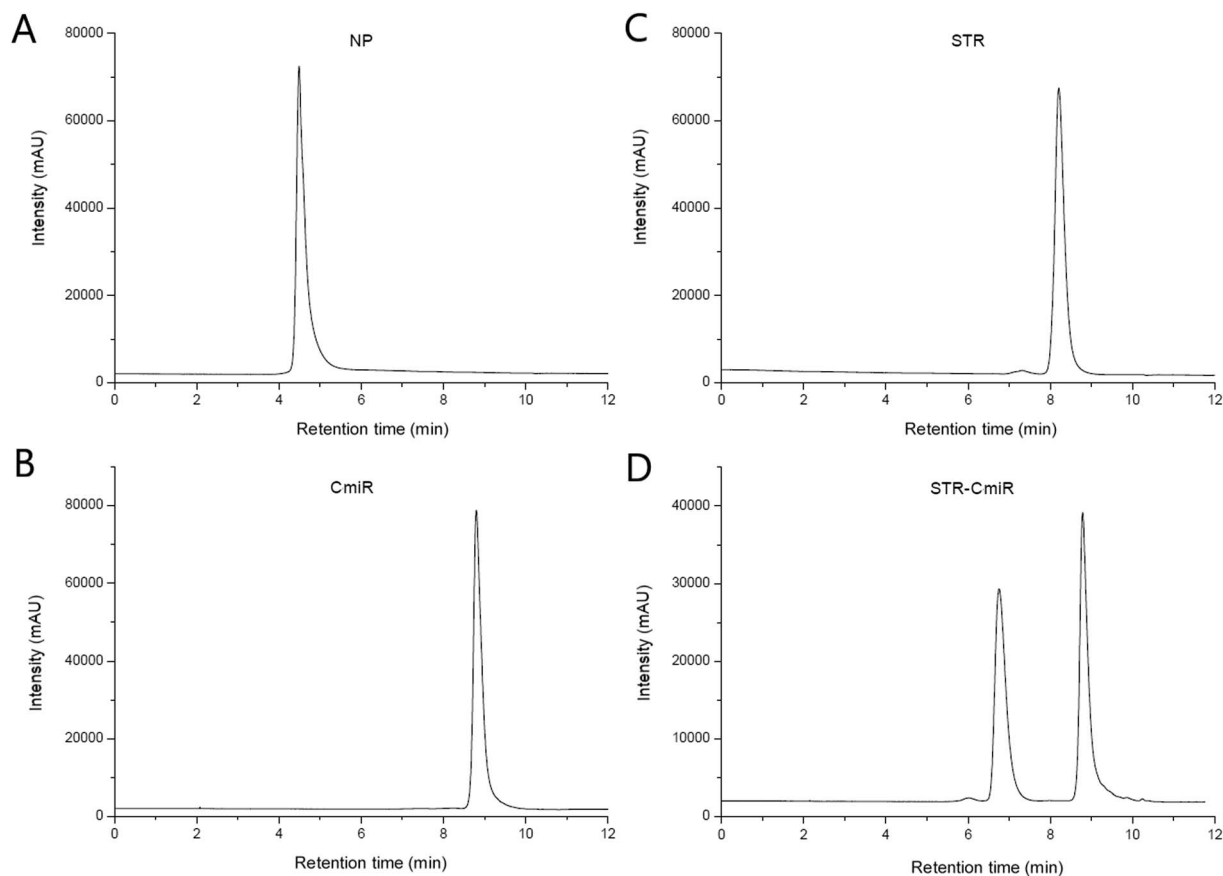 A
NP
Intensity (mAU)
80000
60000
40000
20000
0
0 2 4 6 8 10 12
Retention time (min)
C
STR
Intensity (mAU)
80000
60000
40000
20000
0
0 2 4 6 8 10 12
Retention time (min)
B
CmiR
Intensity (mAU)
80000
60000
40000
20000
0
0 2 4 6 8 10 12
Retention time (min)
D
STR-CmiR
Intensity (mAU)
40000
30000
20000
10000
0
0 2 4 6 8 10 12
Retention time (min)